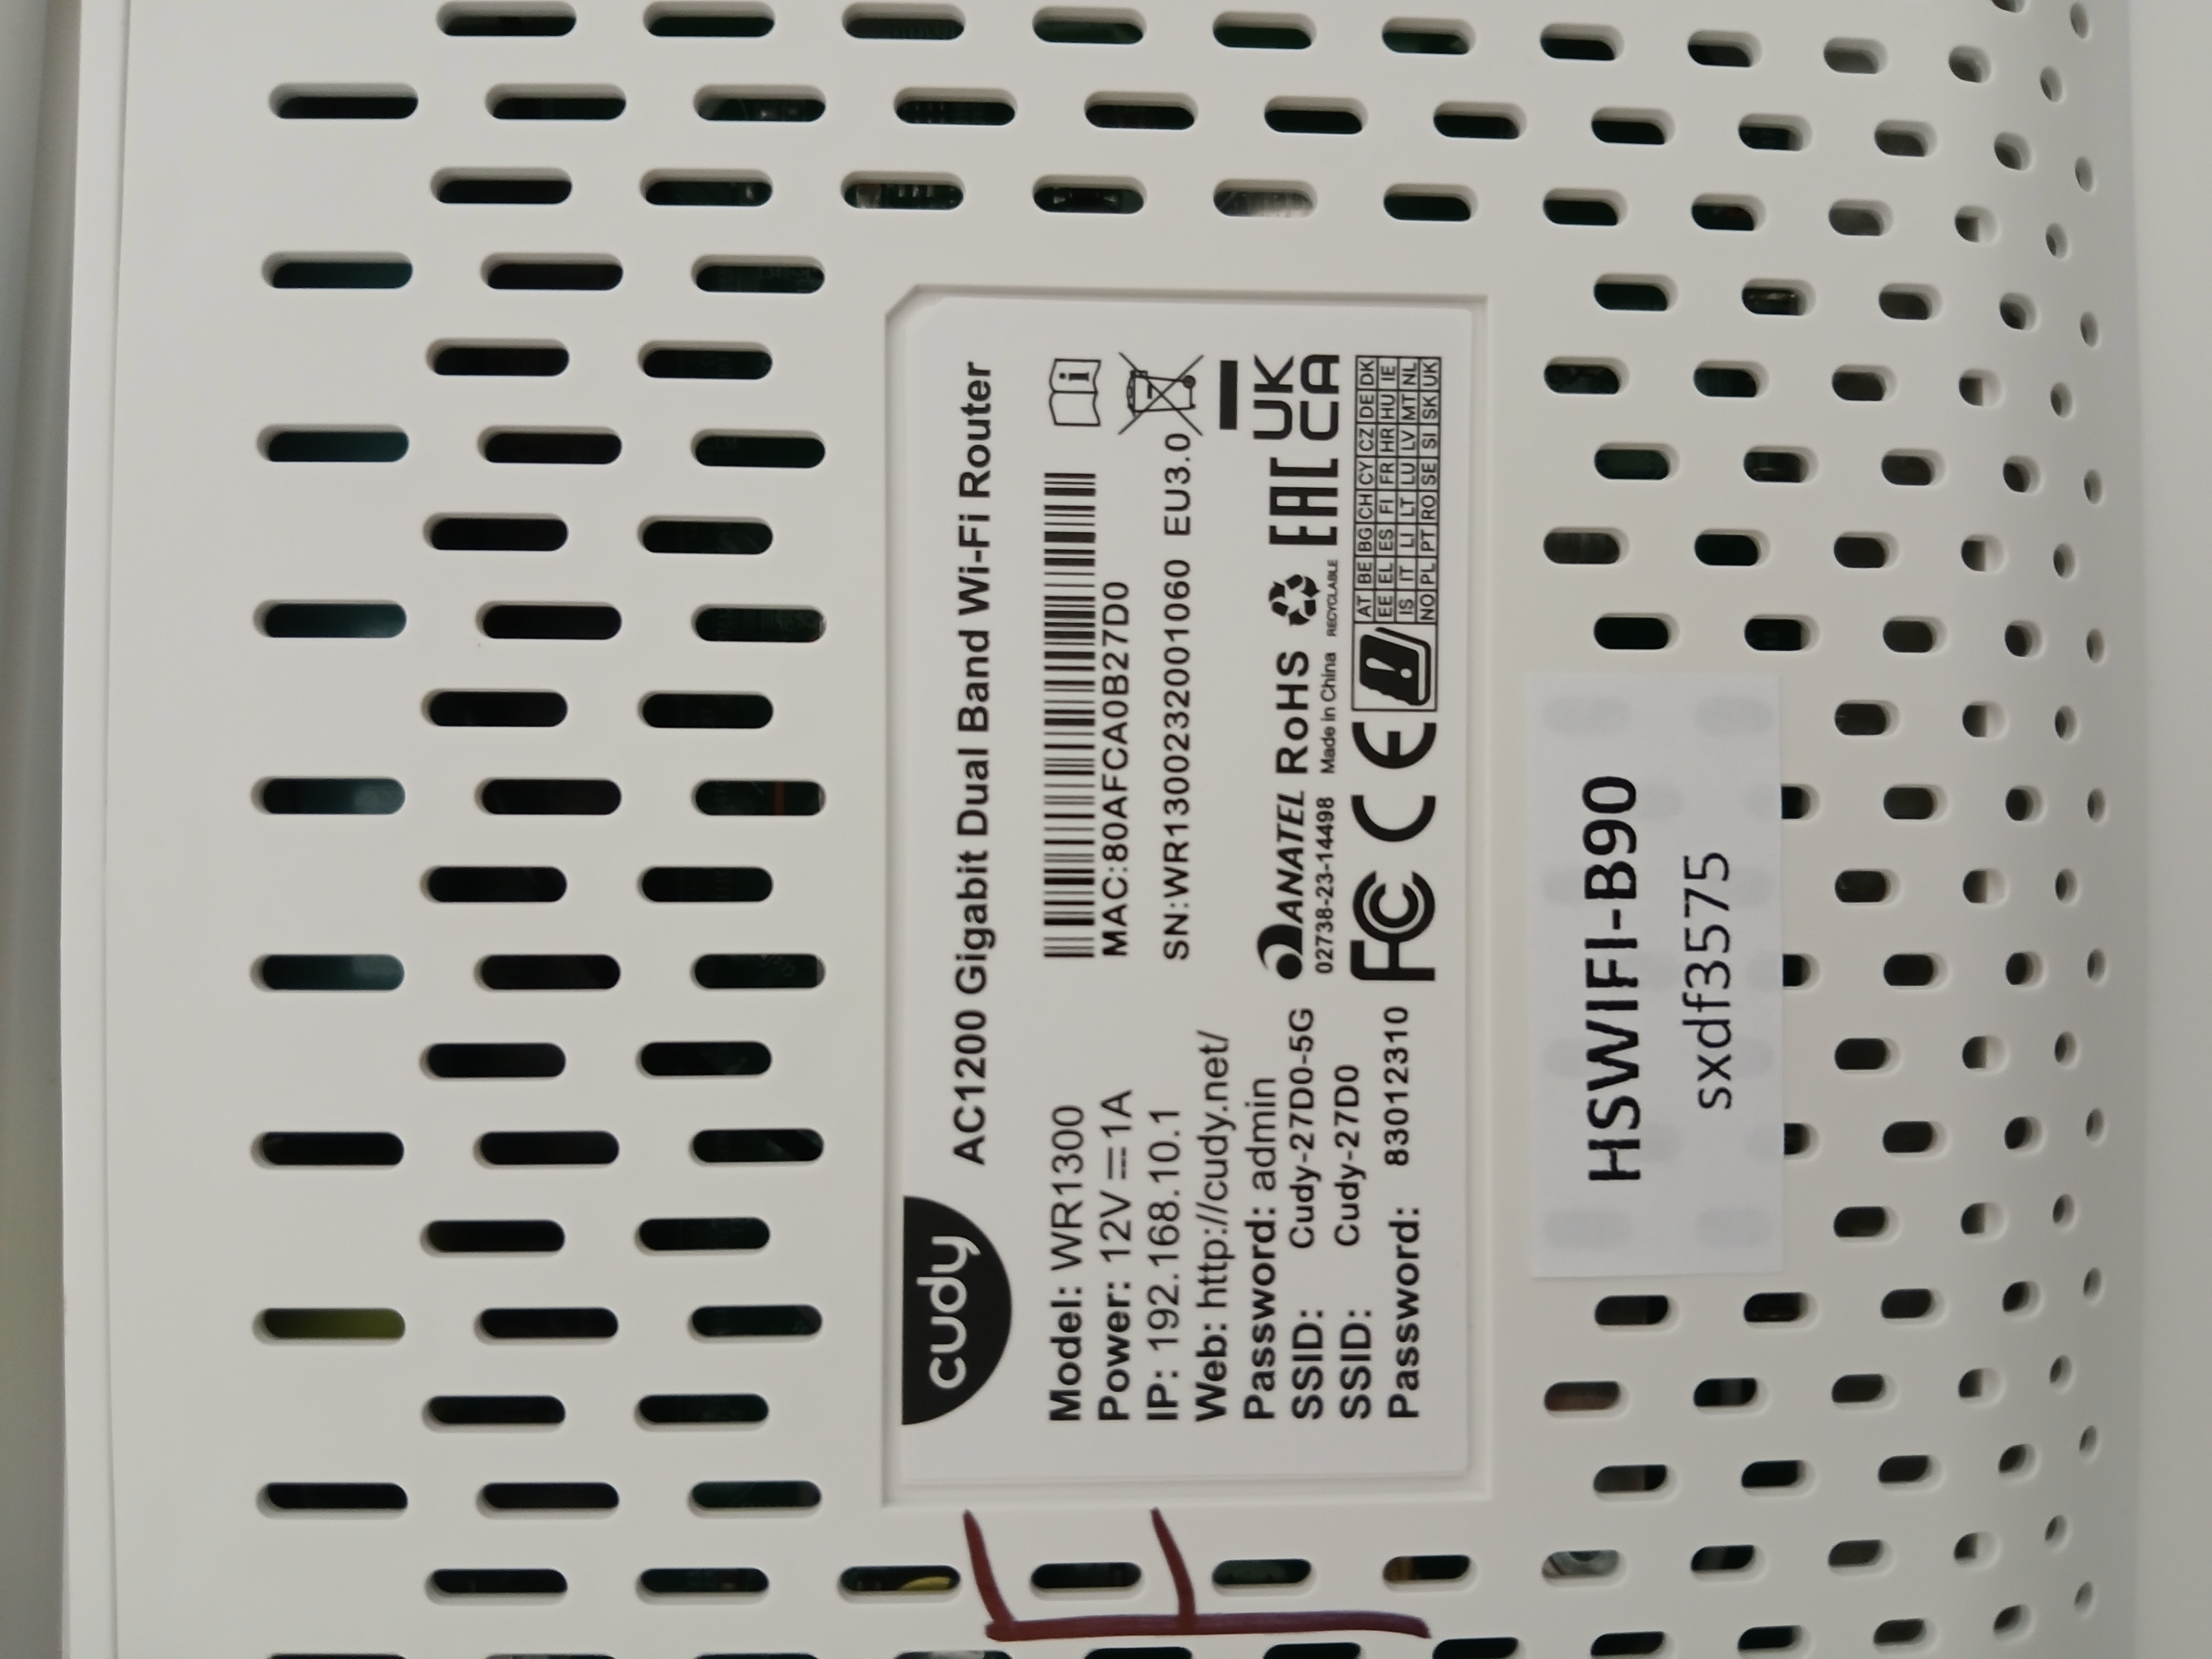 cudy
AC1200 Gigabit Dual Band Wi-Fi Router
Model: WR1300
Power: 12V⎓1A
IP: 192.168.10.1
Web: http://cudy.net/
Password: admin
SSID: Cudy-27D0-5G
SSID: Cudy-27D0
Password: 83012310
MAC:80AFCA0B27D0
SN:WR1300232001060 EU3.0
ANATEL RoHS
02738-23-14498 Made in China RECYCLABLE
EAC
UK
CA
FC CE
AT BE BG CH CY CZ DE DK
EE EL ES FI FR HR HU IE
IS IT LI LT LU LV MT NL
NO PL PT RO SE SI SK UK
HSWIFI-B90
sxdf3575
F